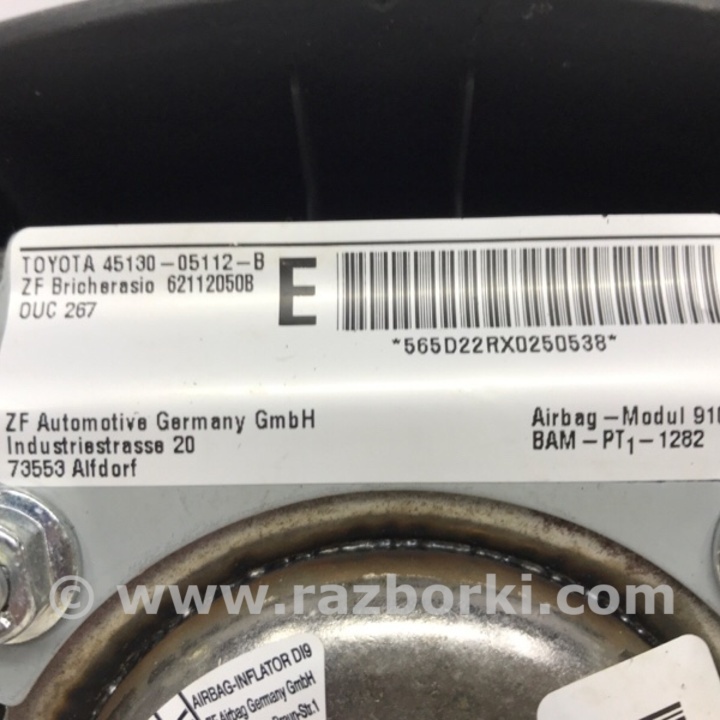 TOYOTA 45130-05112-B
ZF Bricherasio 62112050B
OUC 267
E
*565D22RX0250538*
ZF Automotive Germany GmbH
Industriestrasse 20
73553 Alfdorf
Airbag-Modul
BAM-PT1-1282
© www.razborki.com
AIRBAG-INFLATOR DI9
ZF Airbag Germany GmbH